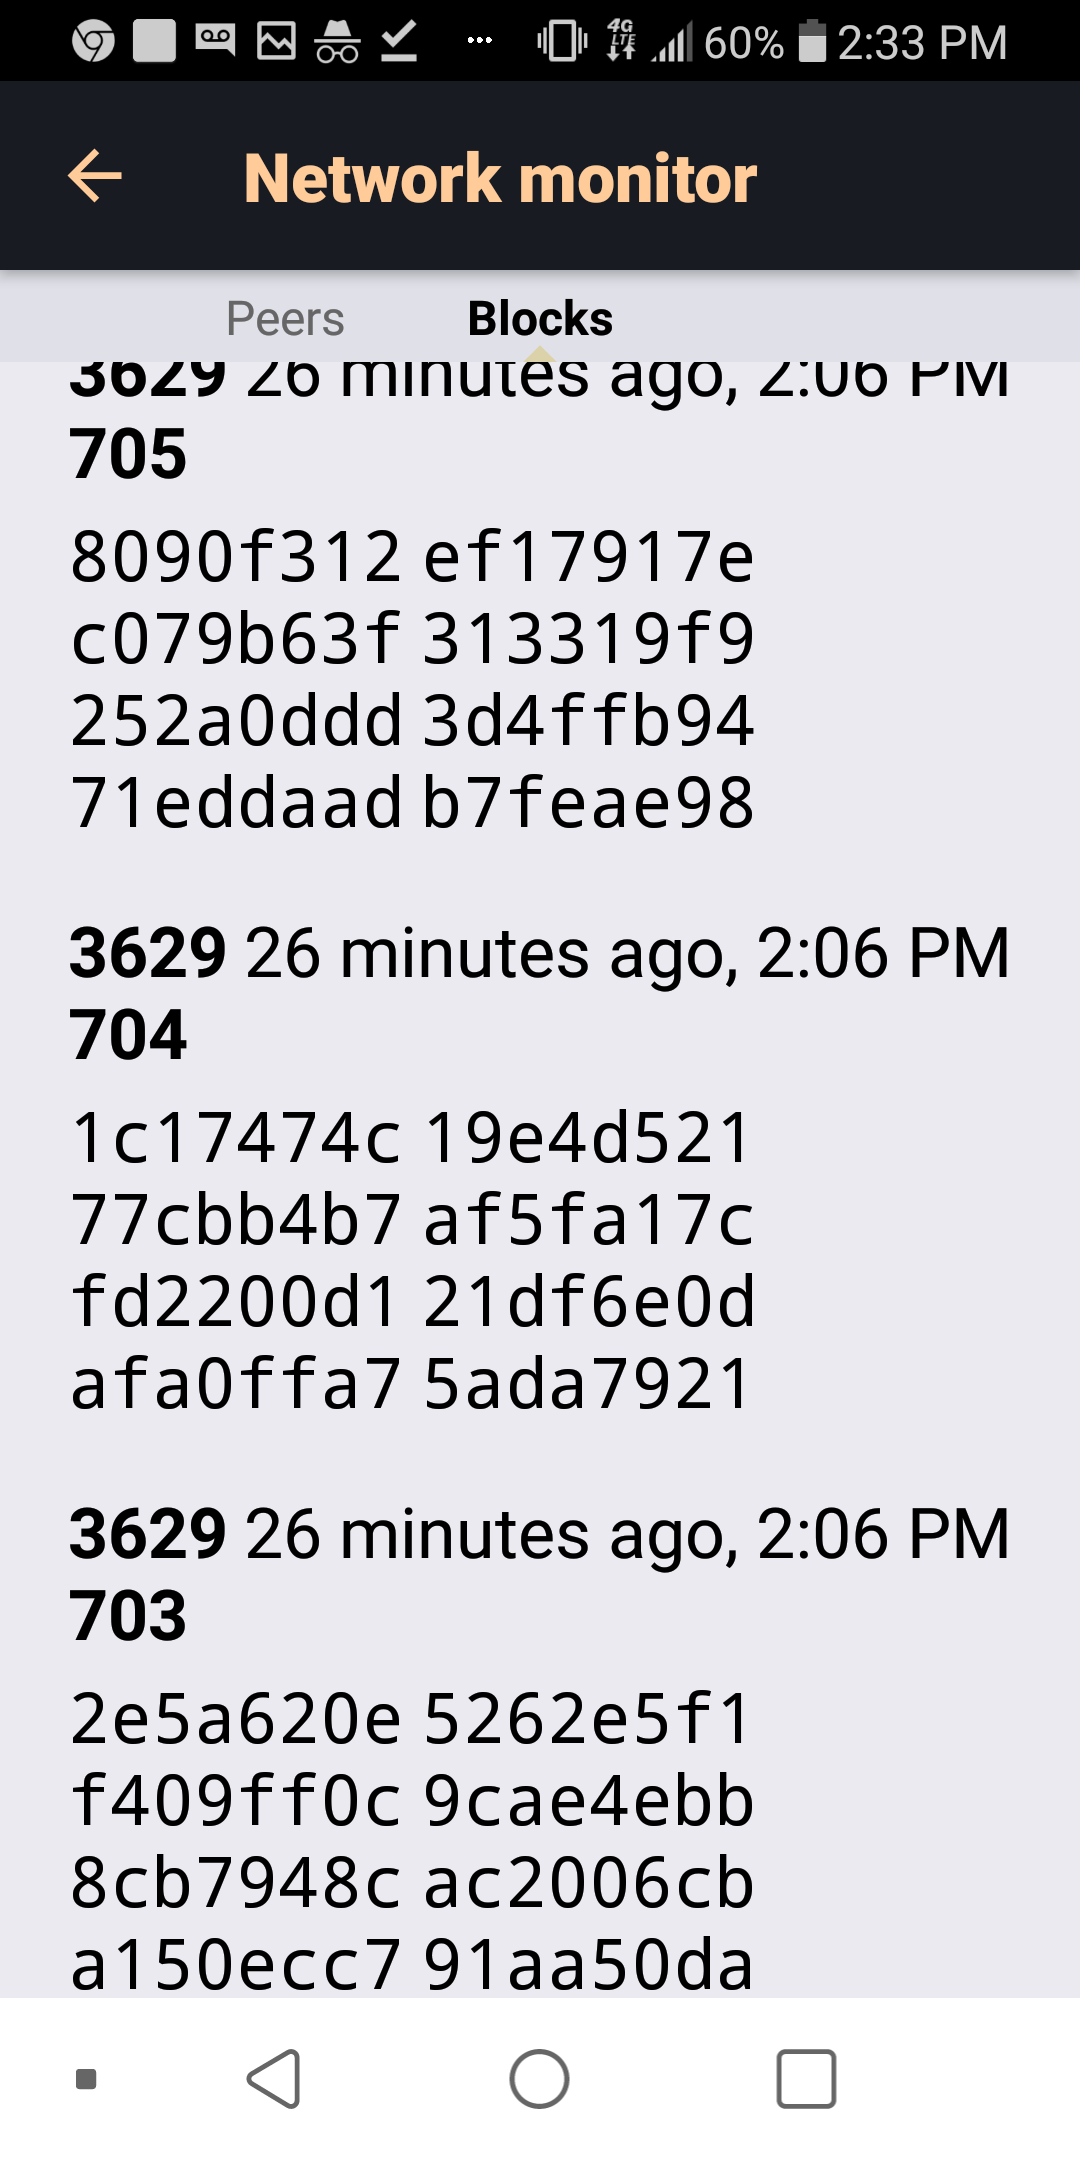 4G
LTE
60%
2:33 PM
Network monitor
Peers Blocks
3629 26 minutes ago, 2:06 PM
705
8090f312 ef17917e
c079b63f 313319f9
252a0ddd 3d4ffb94
71eddaad b7feae98
3629 26 minutes ago, 2:06 PM
704
1c17474c 19e4d521
77cbb4b7 af5fa17c
fd2200d1 21df6e0d
afa0ffa7 5ada7921
3629 26 minutes ago, 2:06 PM
703
2e5a620e 5262e5f1
f409ff0c 9cae4ebb
8cb7948c ac2006cb
a150ecc7 91aa50da